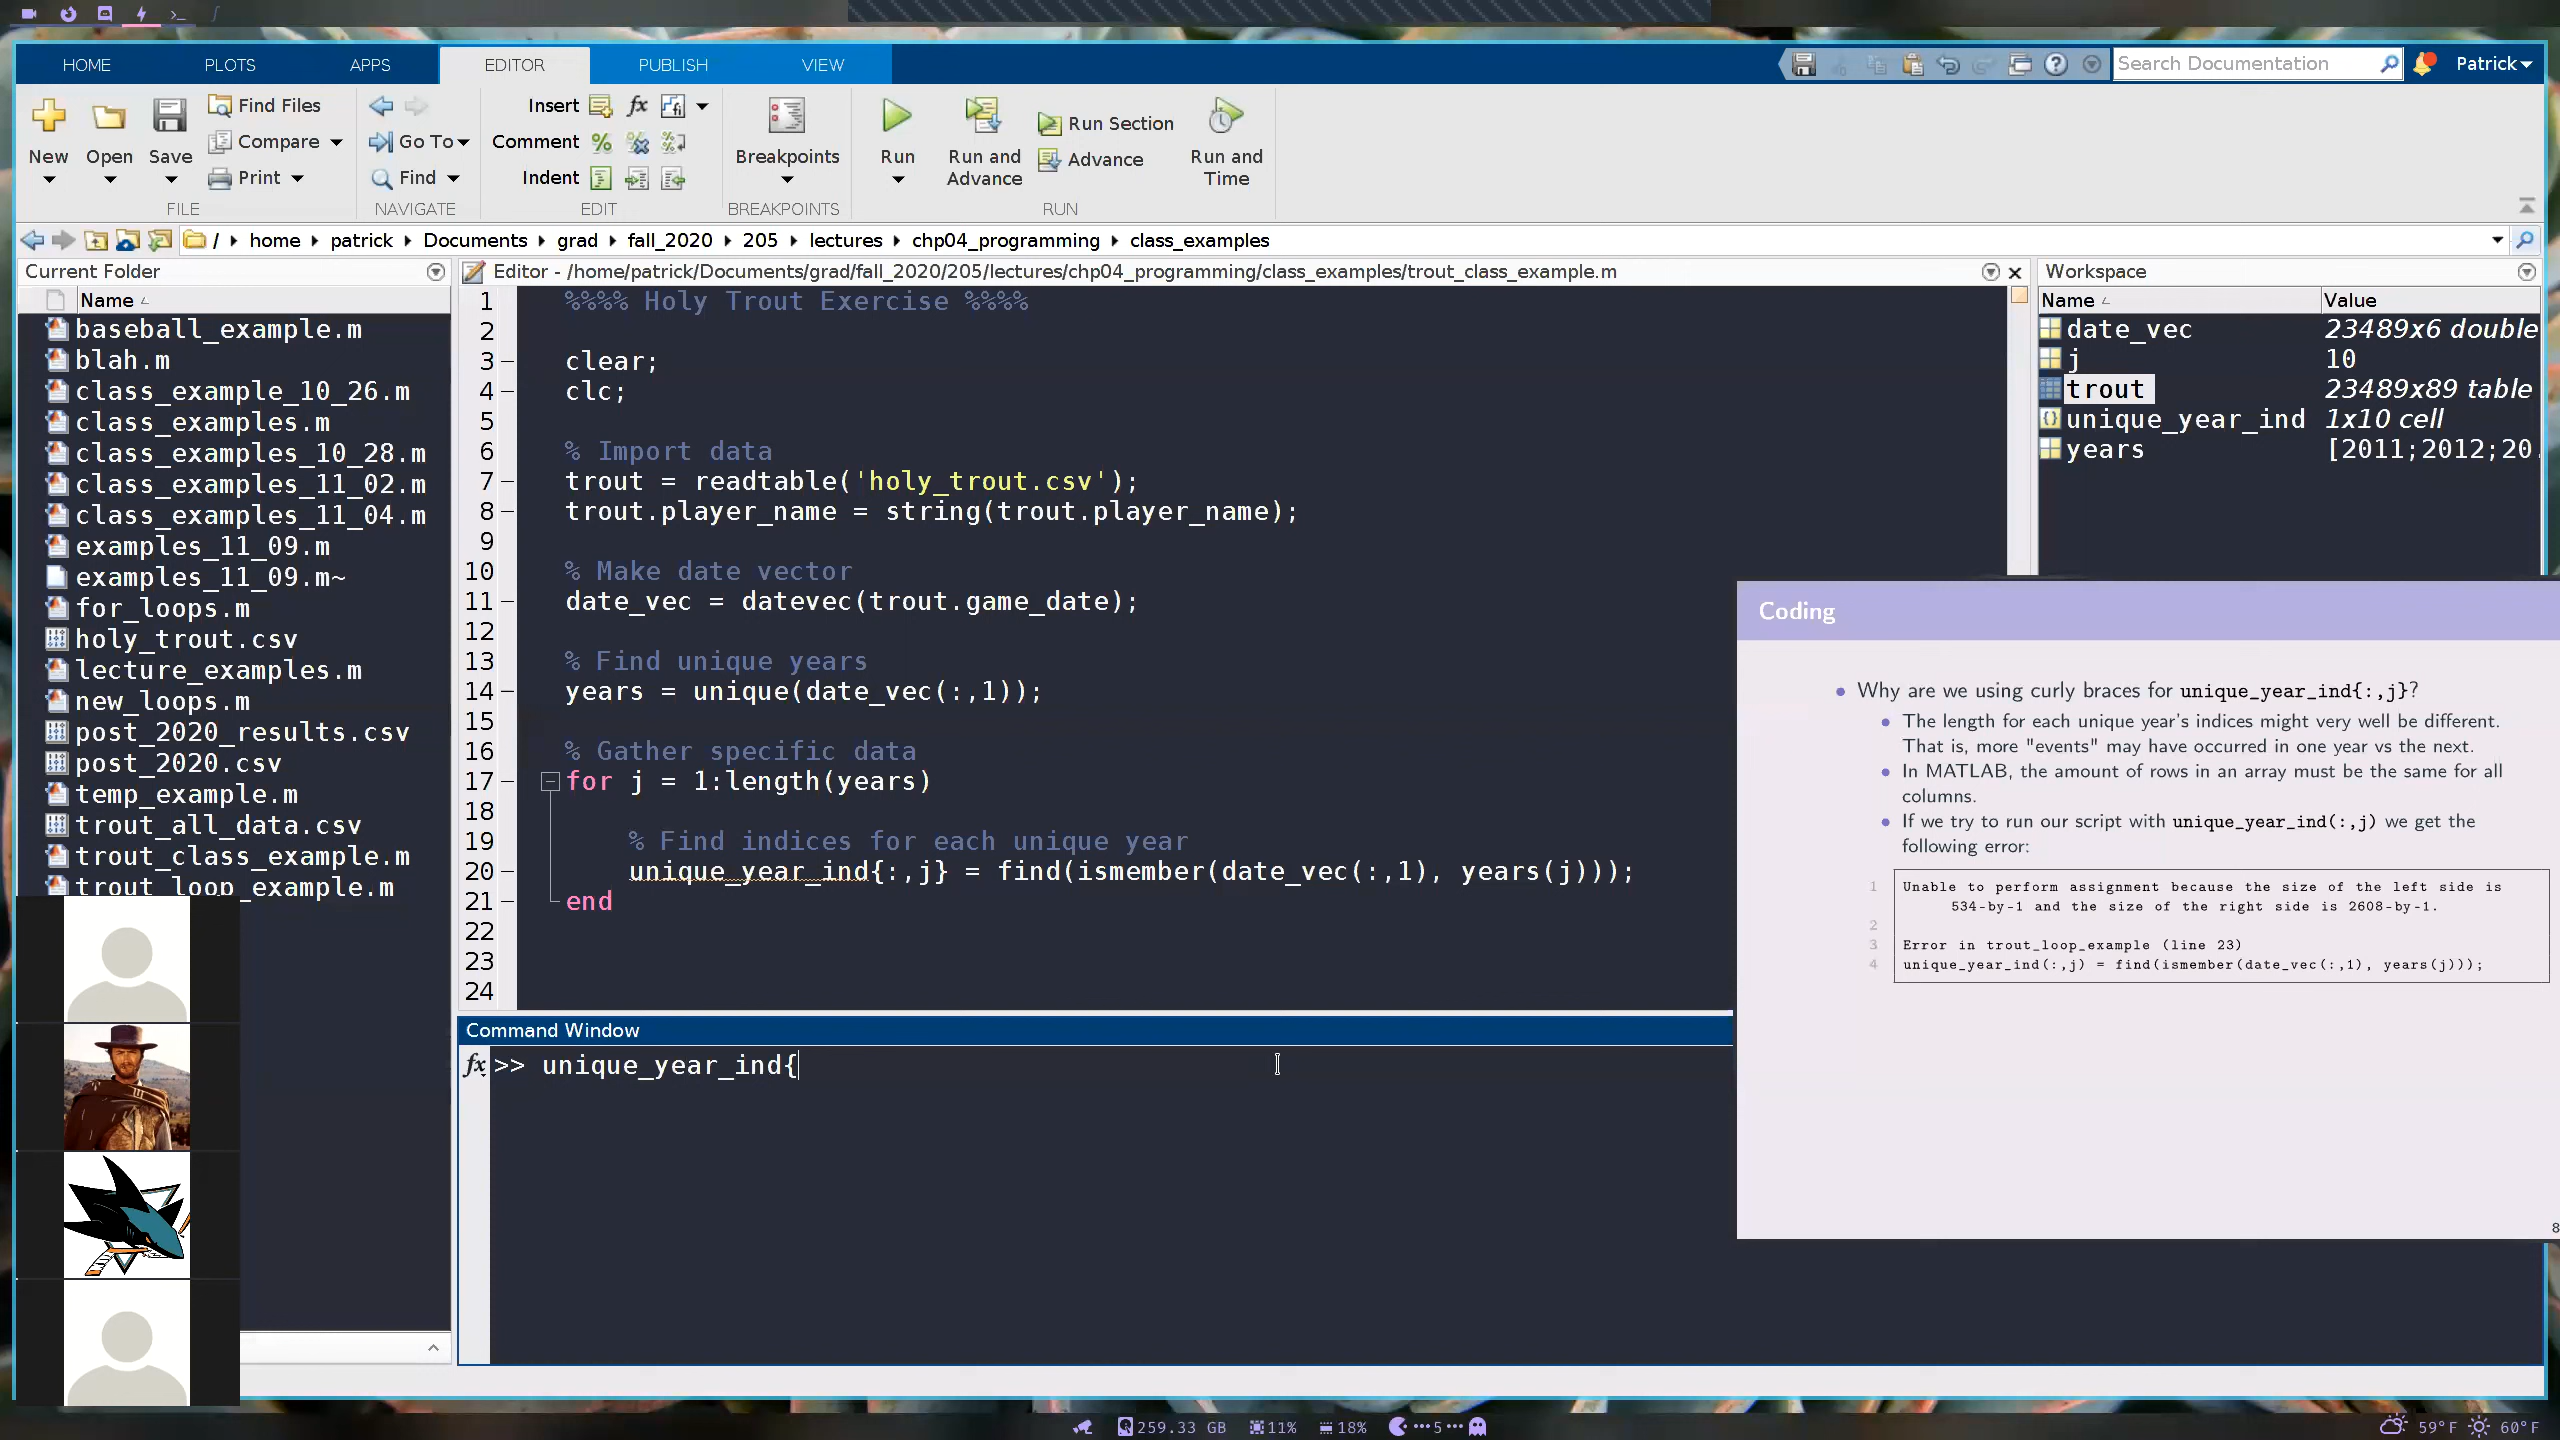 HOME PLOTS APPS EDITOR PUBLISH VIEW
Search Documentation
Patrick
New
Open
Save
Find Files
Compare
Print
FILE
Go To
Find
NAVIGATE
Insert
Comment
Indent
EDIT
Breakpoints
BREAKPOINTS
Run
Run and Advance
Run Section
Advance
Run and Time
RUN
/ home patrick Documents grad fall_2020 205 lectures chp04_programming class_examples
Current Folder
Name
baseball_example.m
blah.m
class_example_10_26.m
class_examples.m
class_examples_10_28.m
class_examples_11_02.m
class_examples_11_04.m
examples_11_09.m
examples_11_09.m~
for_loops.m
holy_trout.csv
lecture_examples.m
new_loops.m
post_2020_results.csv
post_2020.csv
temp_example.m
trout_all_data.csv
trout_class_example.m
trout_loop_example.m
Editor - /home/patrick/Documents/grad/fall_2020/205/lectures/chp04_programming/class_examples/trout_class_example.m
1 %%%% Holy Trout Exercise %%%%
2
3 clear;
4 clc;
5
6 % Import data
7 trout = readtable('holy_trout.csv');
8 trout.player_name = string(trout.player_name);
9
10 % Make date vector
11 date_vec = datevec(trout.game_date);
12
13 % Find unique years
14 years = unique(date_vec(:,1));
15
16 % Gather specific data
17 for j = 1:length(years)
18
19 % Find indices for each unique year
20 unique_year_ind{:,j} = find(ismember(date_vec(:,1), years(j)));
21 end
22
23
24
Command Window
fx >> unique_year_ind{
Workspace
Name Value
date_vec 23489x6 double
j 10
trout 23489x89 table
unique_year_ind 1x10 cell
years [2011;2012;20.
Coding
Why are we using curly braces for unique_year_ind{:,j}?
The length for each unique year's indices might very well be different.
That is, more "events" may have occurred in one year vs the next.
In MATLAB, the amount of rows in an array must be the same for all
columns.
If we try to run our script with unique_year_ind(:,j) we get the
following error:
1 Unable to perform assignment because the size of the left side is
534-by-1 and the size of the right side is 2608-by-1.
2
3 Error in trout_loop_example (line 23)
4 unique_year_ind(:,j) = find(ismember(date_vec(:,1), years(j)));
8
259.33 GB 11% 18% 5
59°F 60°F